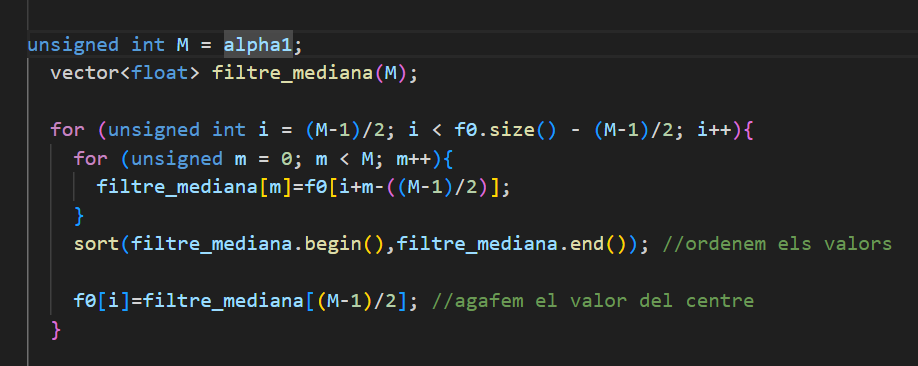 unsigned int M = alpha1;
vector<float> filtre_mediana(M);
for (unsigned int i = (M-1)/2; i < f0.size() - (M-1)/2; i++){
for (unsigned m = 0; m < M; m++){
filtre_mediana[m]=f0[i+m-((M-1)/2)];
}
sort(filtre_mediana.begin(),filtre_mediana.end()); //ordenem els valors
f0[i]=filtre_mediana[(M-1)/2]; //agafem el valor del centre
}